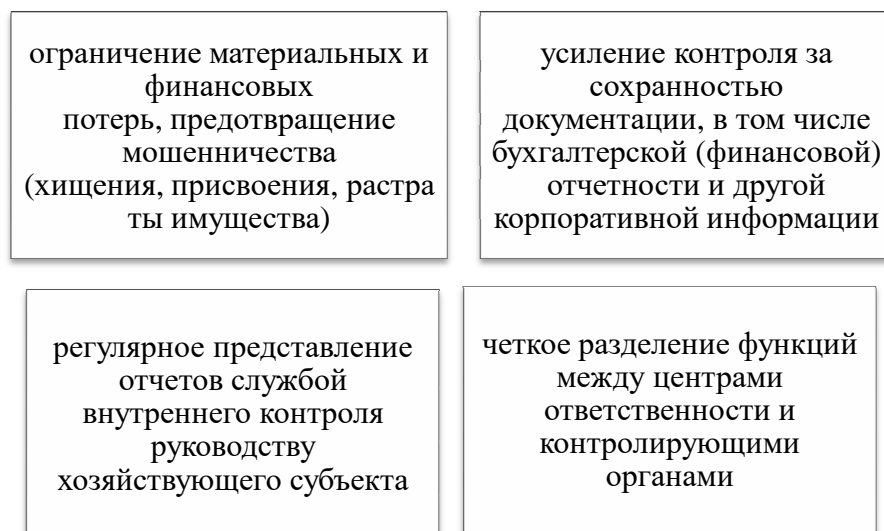 ограничение материальных и
финансовых
потерь, предотвращение
мошенничества
(хищения, присвоения, растра
ты имущества)
усиление контроля за
сохранностью
документации, в том числе
бухгалтерской (финансовой)
отчетности и другой
корпоративной информации
регулярное представление
отчетов службой
внутреннего контроля
руководству
хозяйствующего субъекта
четкое разделение функций
между центрами
ответственности и
контролирующими
органами